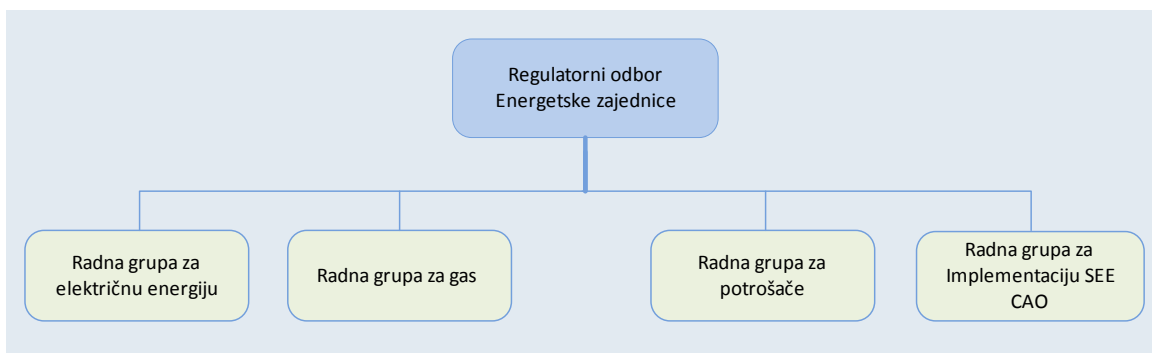 Regulatorni odbor
Energetske zajednice
Radna grupa za
električnu energiju
Radna grupa za gas
Radna grupa za
potrošače
Radna grupa za
Implementaciju SEE
CAO